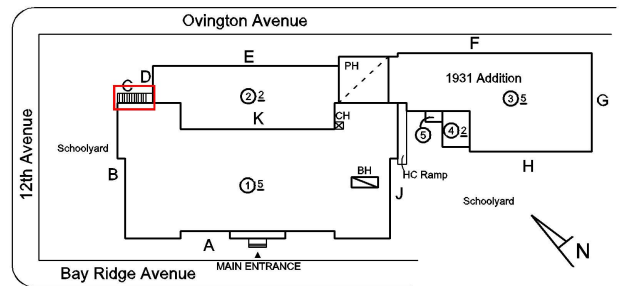 Ovington Avenue
E
F
C
D
PH
1931 Addition
2 2
3 5
G
K
CH
5
4 2
12th Avenue
Schoolyard
B
BH
HC Ramp
H
1 5
J
Schoolyard
A
N
MAIN ENTRANCE
Bay Ridge Avenue